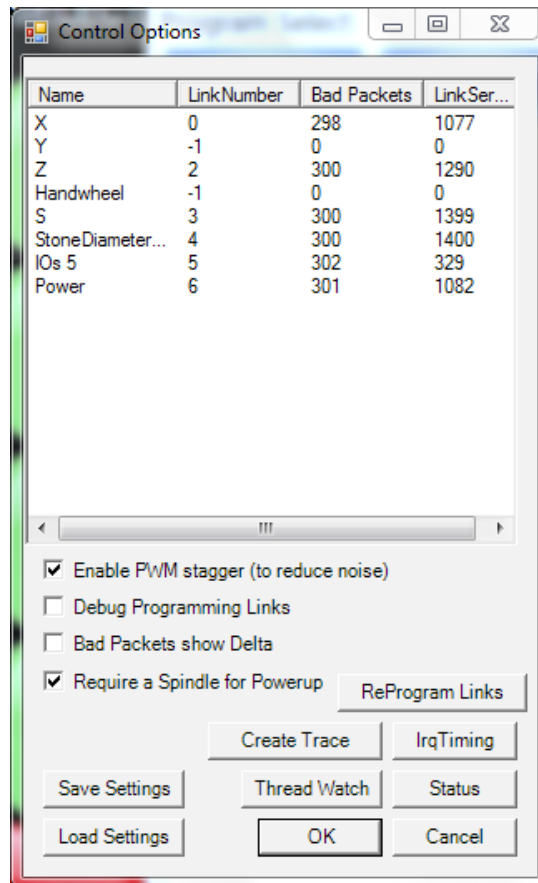 Control Options
Name LinkNumber Bad Packets LinkSer...
X 0 298 1077
Y -1 0 0
Z 2 300 1290
Handwheel -1 0 0
S 3 300 1399
StoneDiameter... 4 300 1400
IOs 5 5 302 329
Power 6 301 1082
Enable PWM stagger (to reduce noise)
Debug Programming Links
Bad Packets show Delta
Require a Spindle for Powerup
ReProgram Links
Create Trace IrqTiming
Save Settings Thread Watch Status
Load Settings OK Cancel